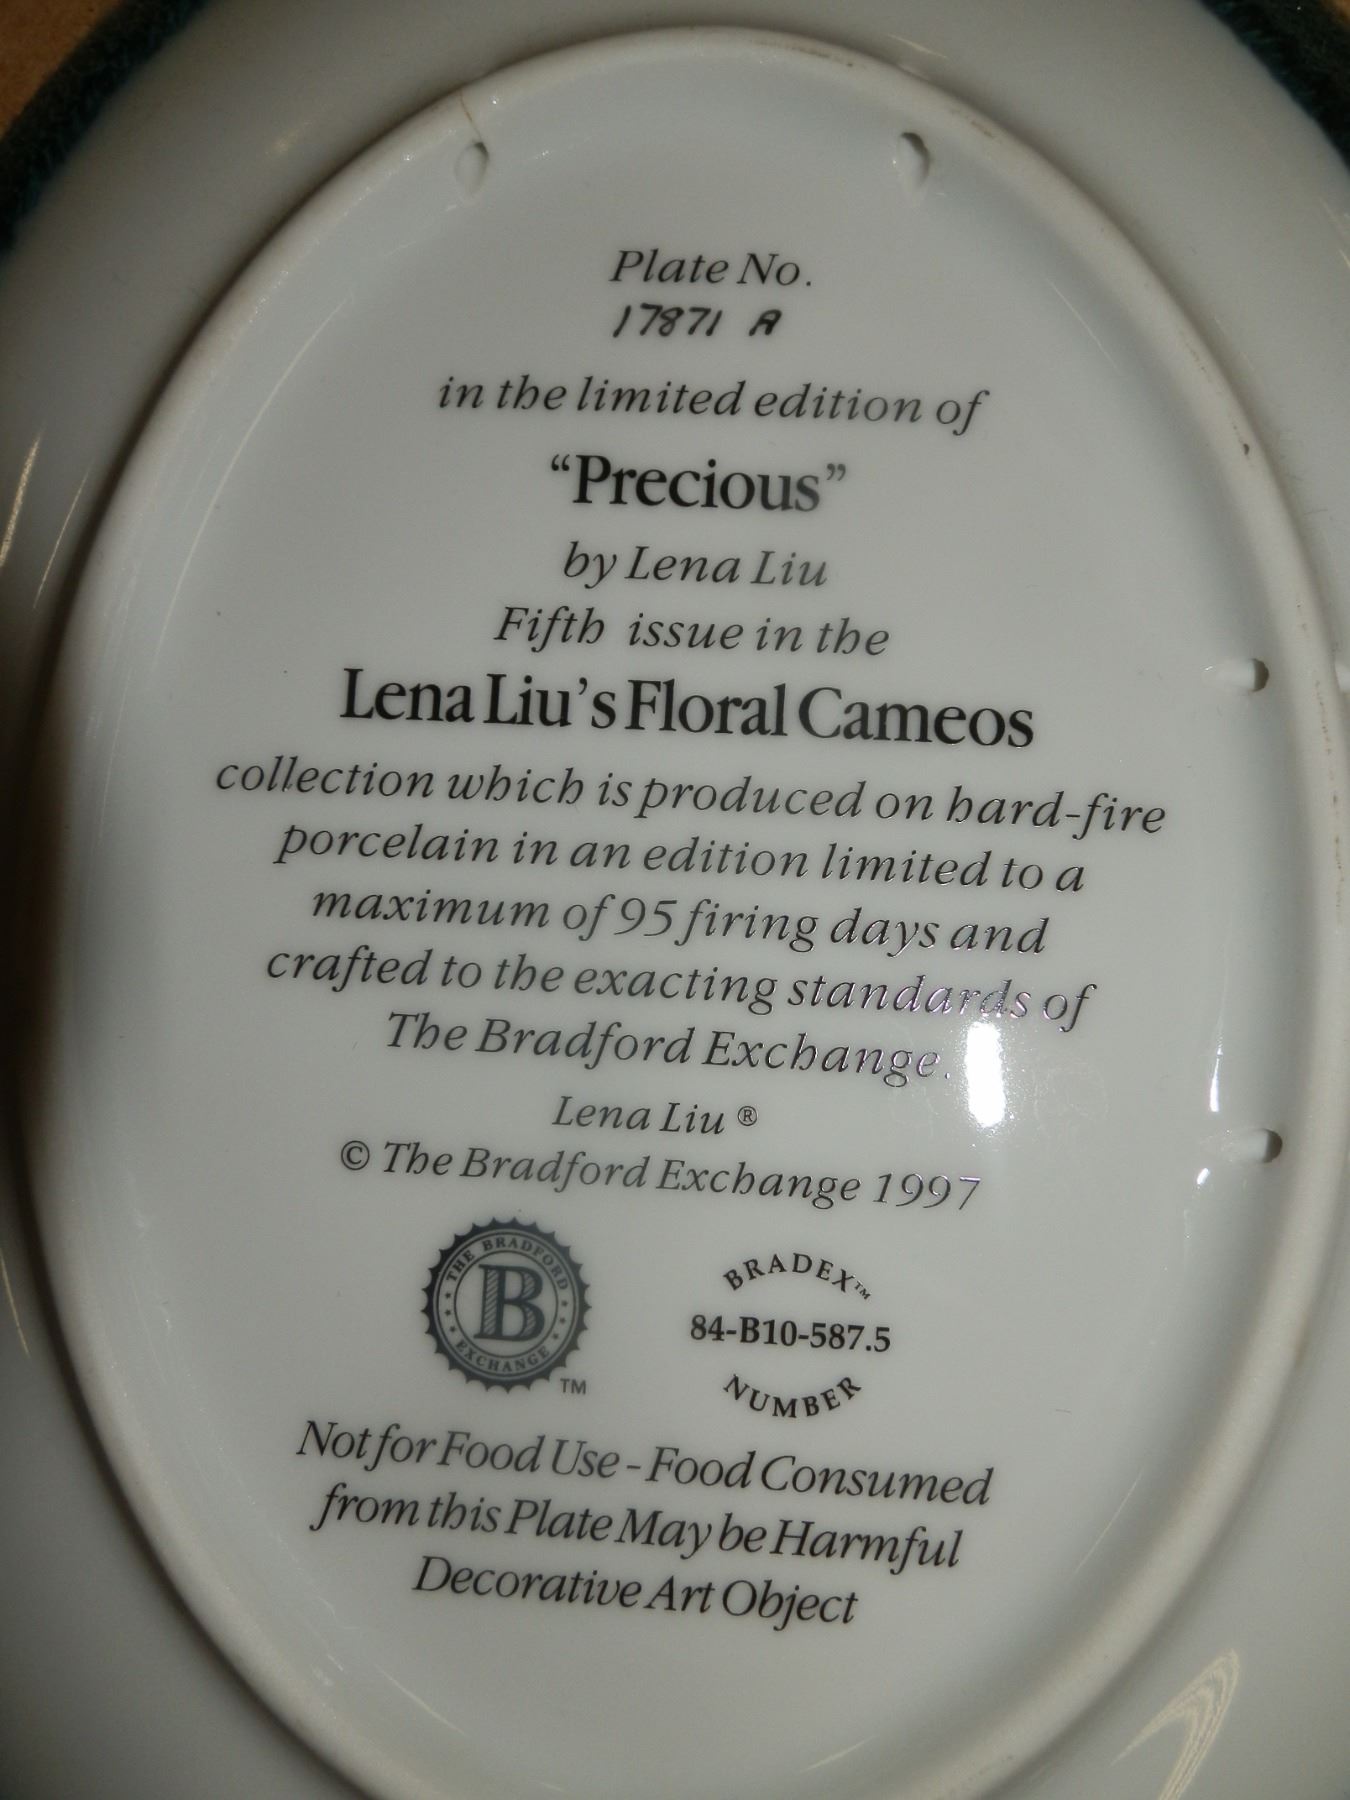 Plate No.
17871 A
in the limited edition of
“Precious”
by Lena Liu
Fifth issue in the
Lena Liu’s Floral Cameos
collection which is produced on hard-fire
porcelain in an edition limited to a
maximum of 95 firing days and
crafted to the exacting standards of
The Bradford Exchange.
Lena Liu ®
© The Bradford Exchange 1997
THE BRADFORD
B
EXCHANGE
TM
BRADEX™
84-B10-587.5
NUMBER
Not for Food Use - Food Consumed
from this Plate May be Harmful
Decorative Art Object